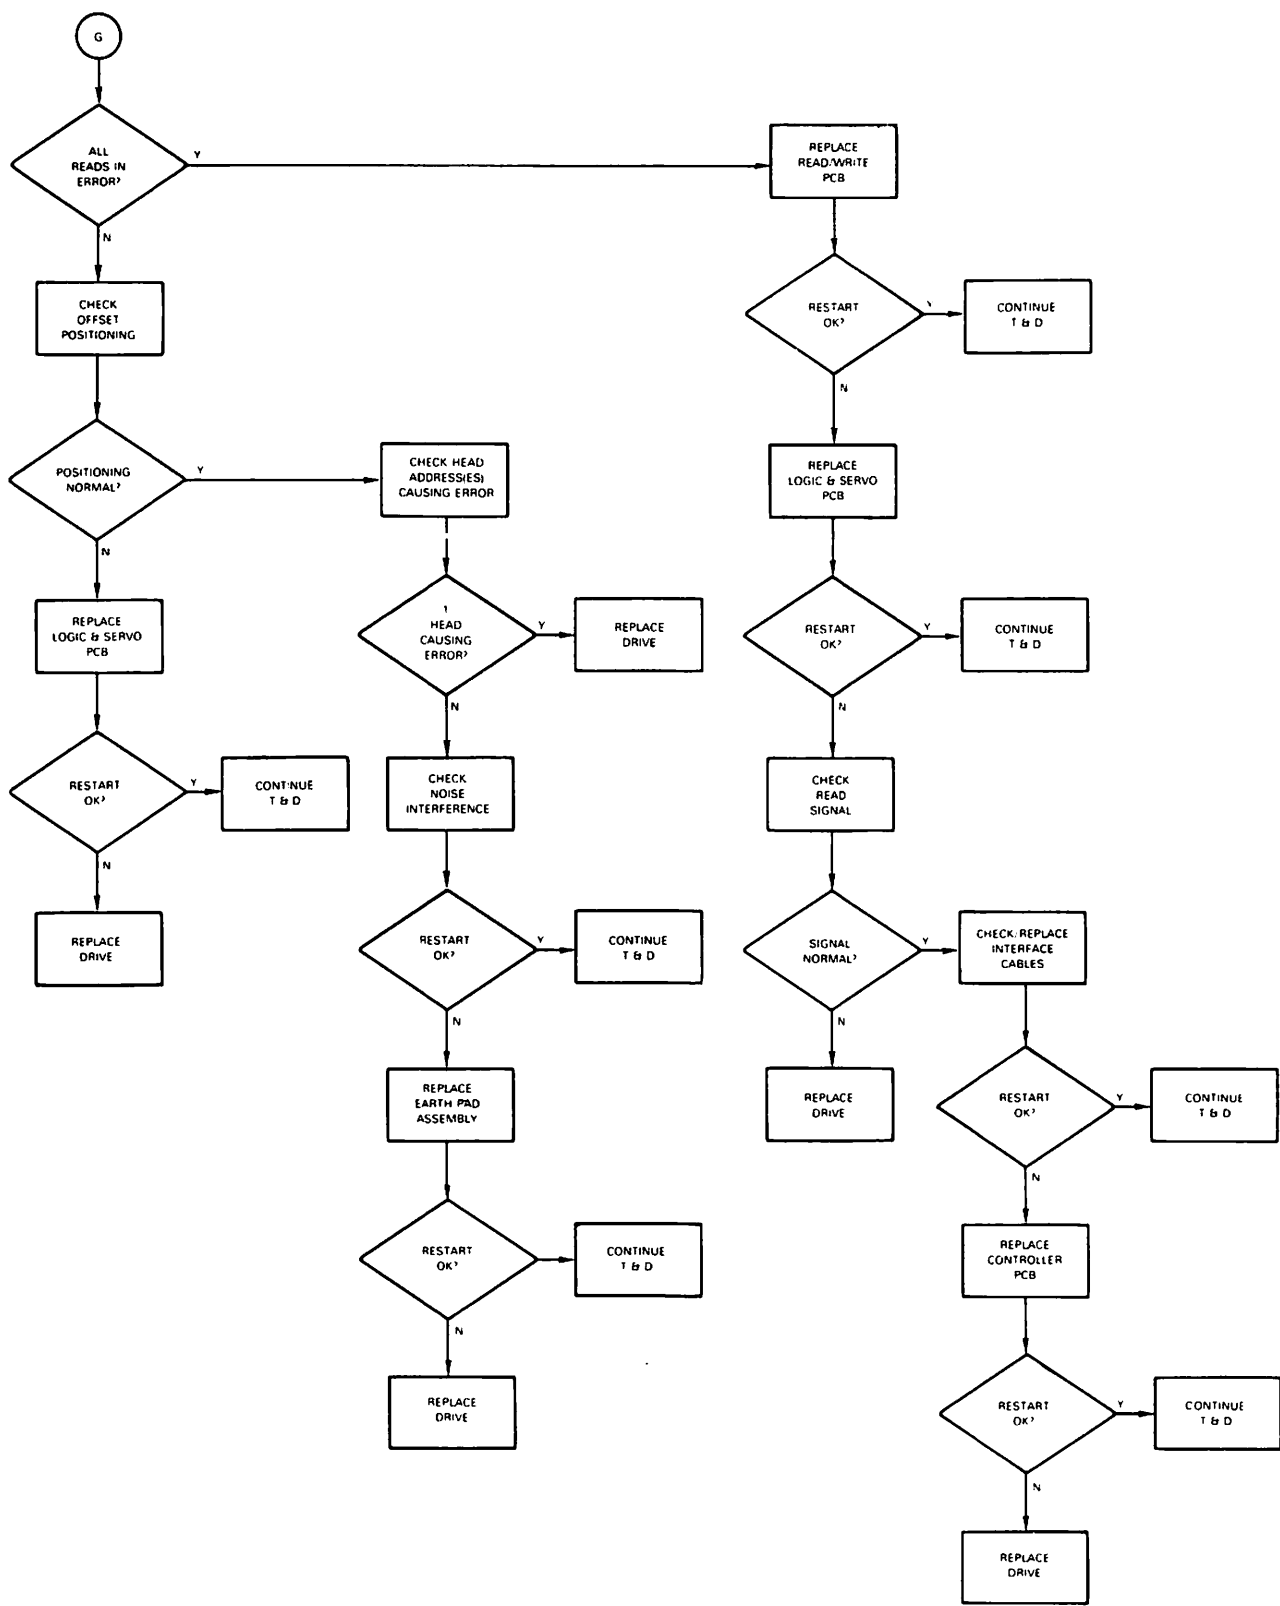 G
ALL
READS IN
ERROR?
Y
N
REPLACE
READ/WRITE
PCB
CHECK
OFFSET
POSITIONING
RESTART
OK?
Y
N
CONTINUE
T & D
POSITIONING
NORMAL?
Y
N
CHECK HEAD
ADDRESS(ES)
CAUSING ERROR
REPLACE
LOGIC & SERVO
PCB
REPLACE
LOGIC & SERVO
PCB
1
HEAD
CAUSING
ERROR?
Y
N
REPLACE
DRIVE
RESTART
OK?
Y
N
CONTINUE
T & D
RESTART
OK?
Y
N
CONTINUE
T & D
CHECK
NOISE
INTERFERENCE
CHECK
READ
SIGNAL
REPLACE
DRIVE
RESTART
OK?
Y
N
CONTINUE
T & D
SIGNAL
NORMAL?
Y
N
CHECK/REPLACE
INTERFACE
CABLES
REPLACE
EARTH PAD
ASSEMBLY
REPLACE
DRIVE
RESTART
OK?
Y
N
CONTINUE
T & D
RESTART
OK?
N
CONTINUE
T & D
REPLACE
CONTROLLER
PCB
REPLACE
DRIVE
RESTART
OK?
Y
N
CONTINUE
T & D
REPLACE
DRIVE